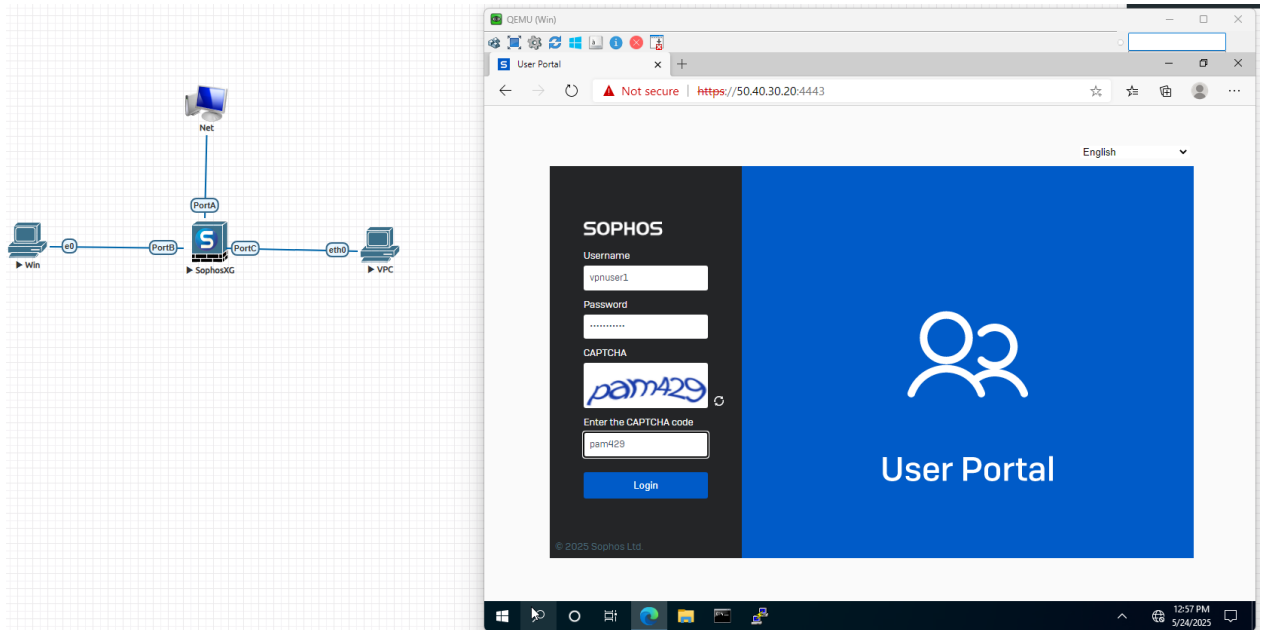 Net
PortA
e0
PortB
PortC
eth0
Win
SophosXG
VPC
QEMU (Win)
User Portal
Not secure
https://50.40.30.20:4443
English
SOPHOS
Username
vpnuser1
Password
CAPTCHA
pam429
Enter the CAPTCHA code
pam429
Login
© 2025 Sophos Ltd.
User Portal
12:57 PM
5/24/2025